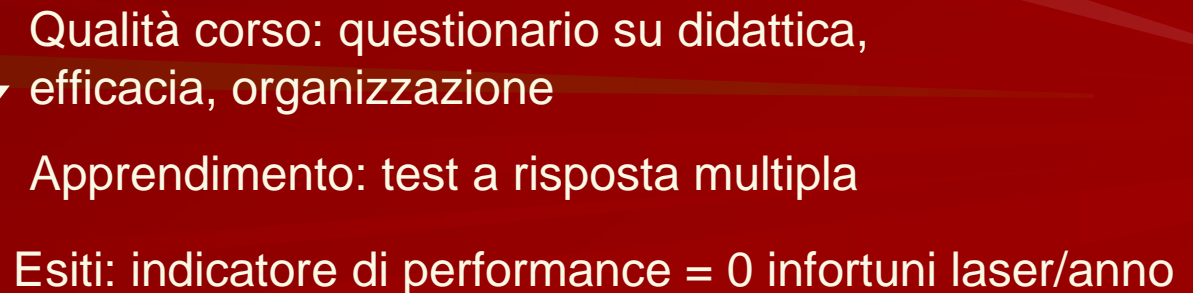 Qualità corso: questionario su didattica,
efficacia, organizzazione
Apprendimento: test a risposta multipla
Esiti: indicatore di performance = 0 infortuni laser/anno